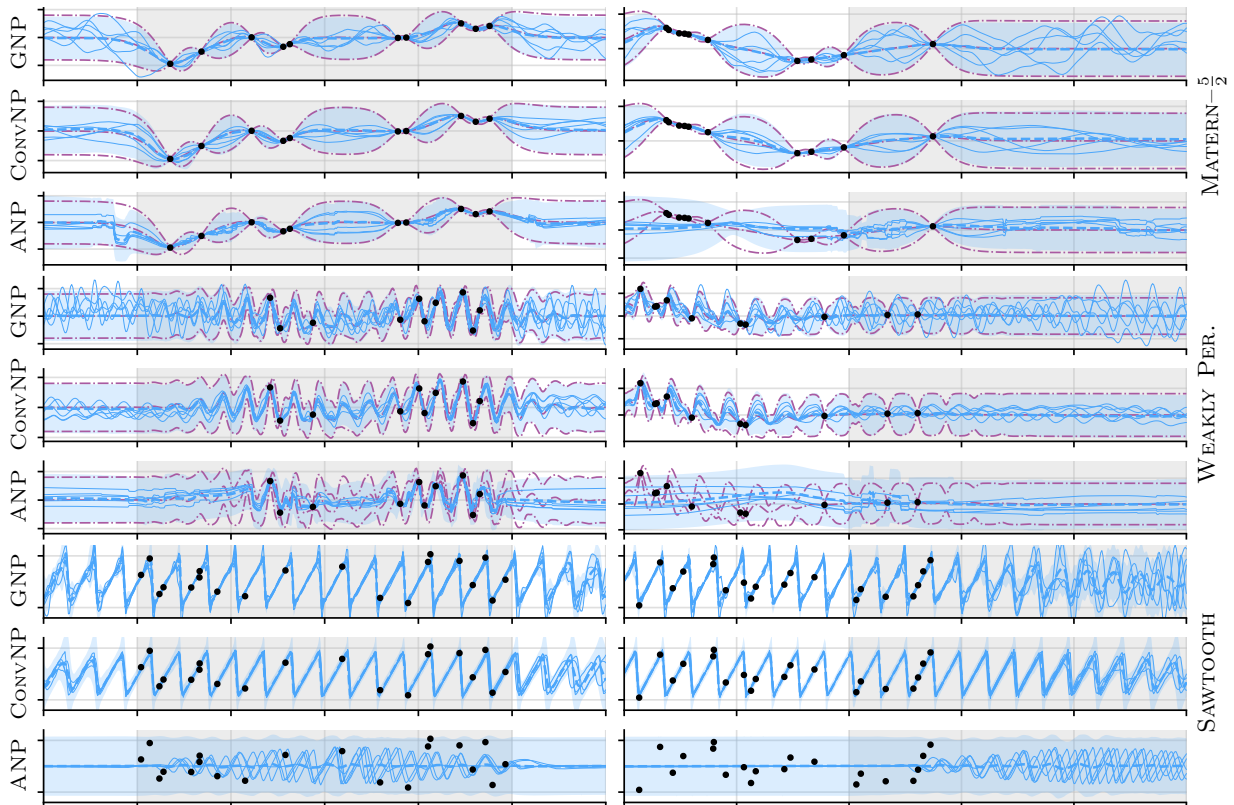 GNP
CONVNP
ANP
MATERN–5/2
GNP
CONVNP
ANP
WEAKLY PER.
GNP
CONVNP
ANP
SAWTOOTH